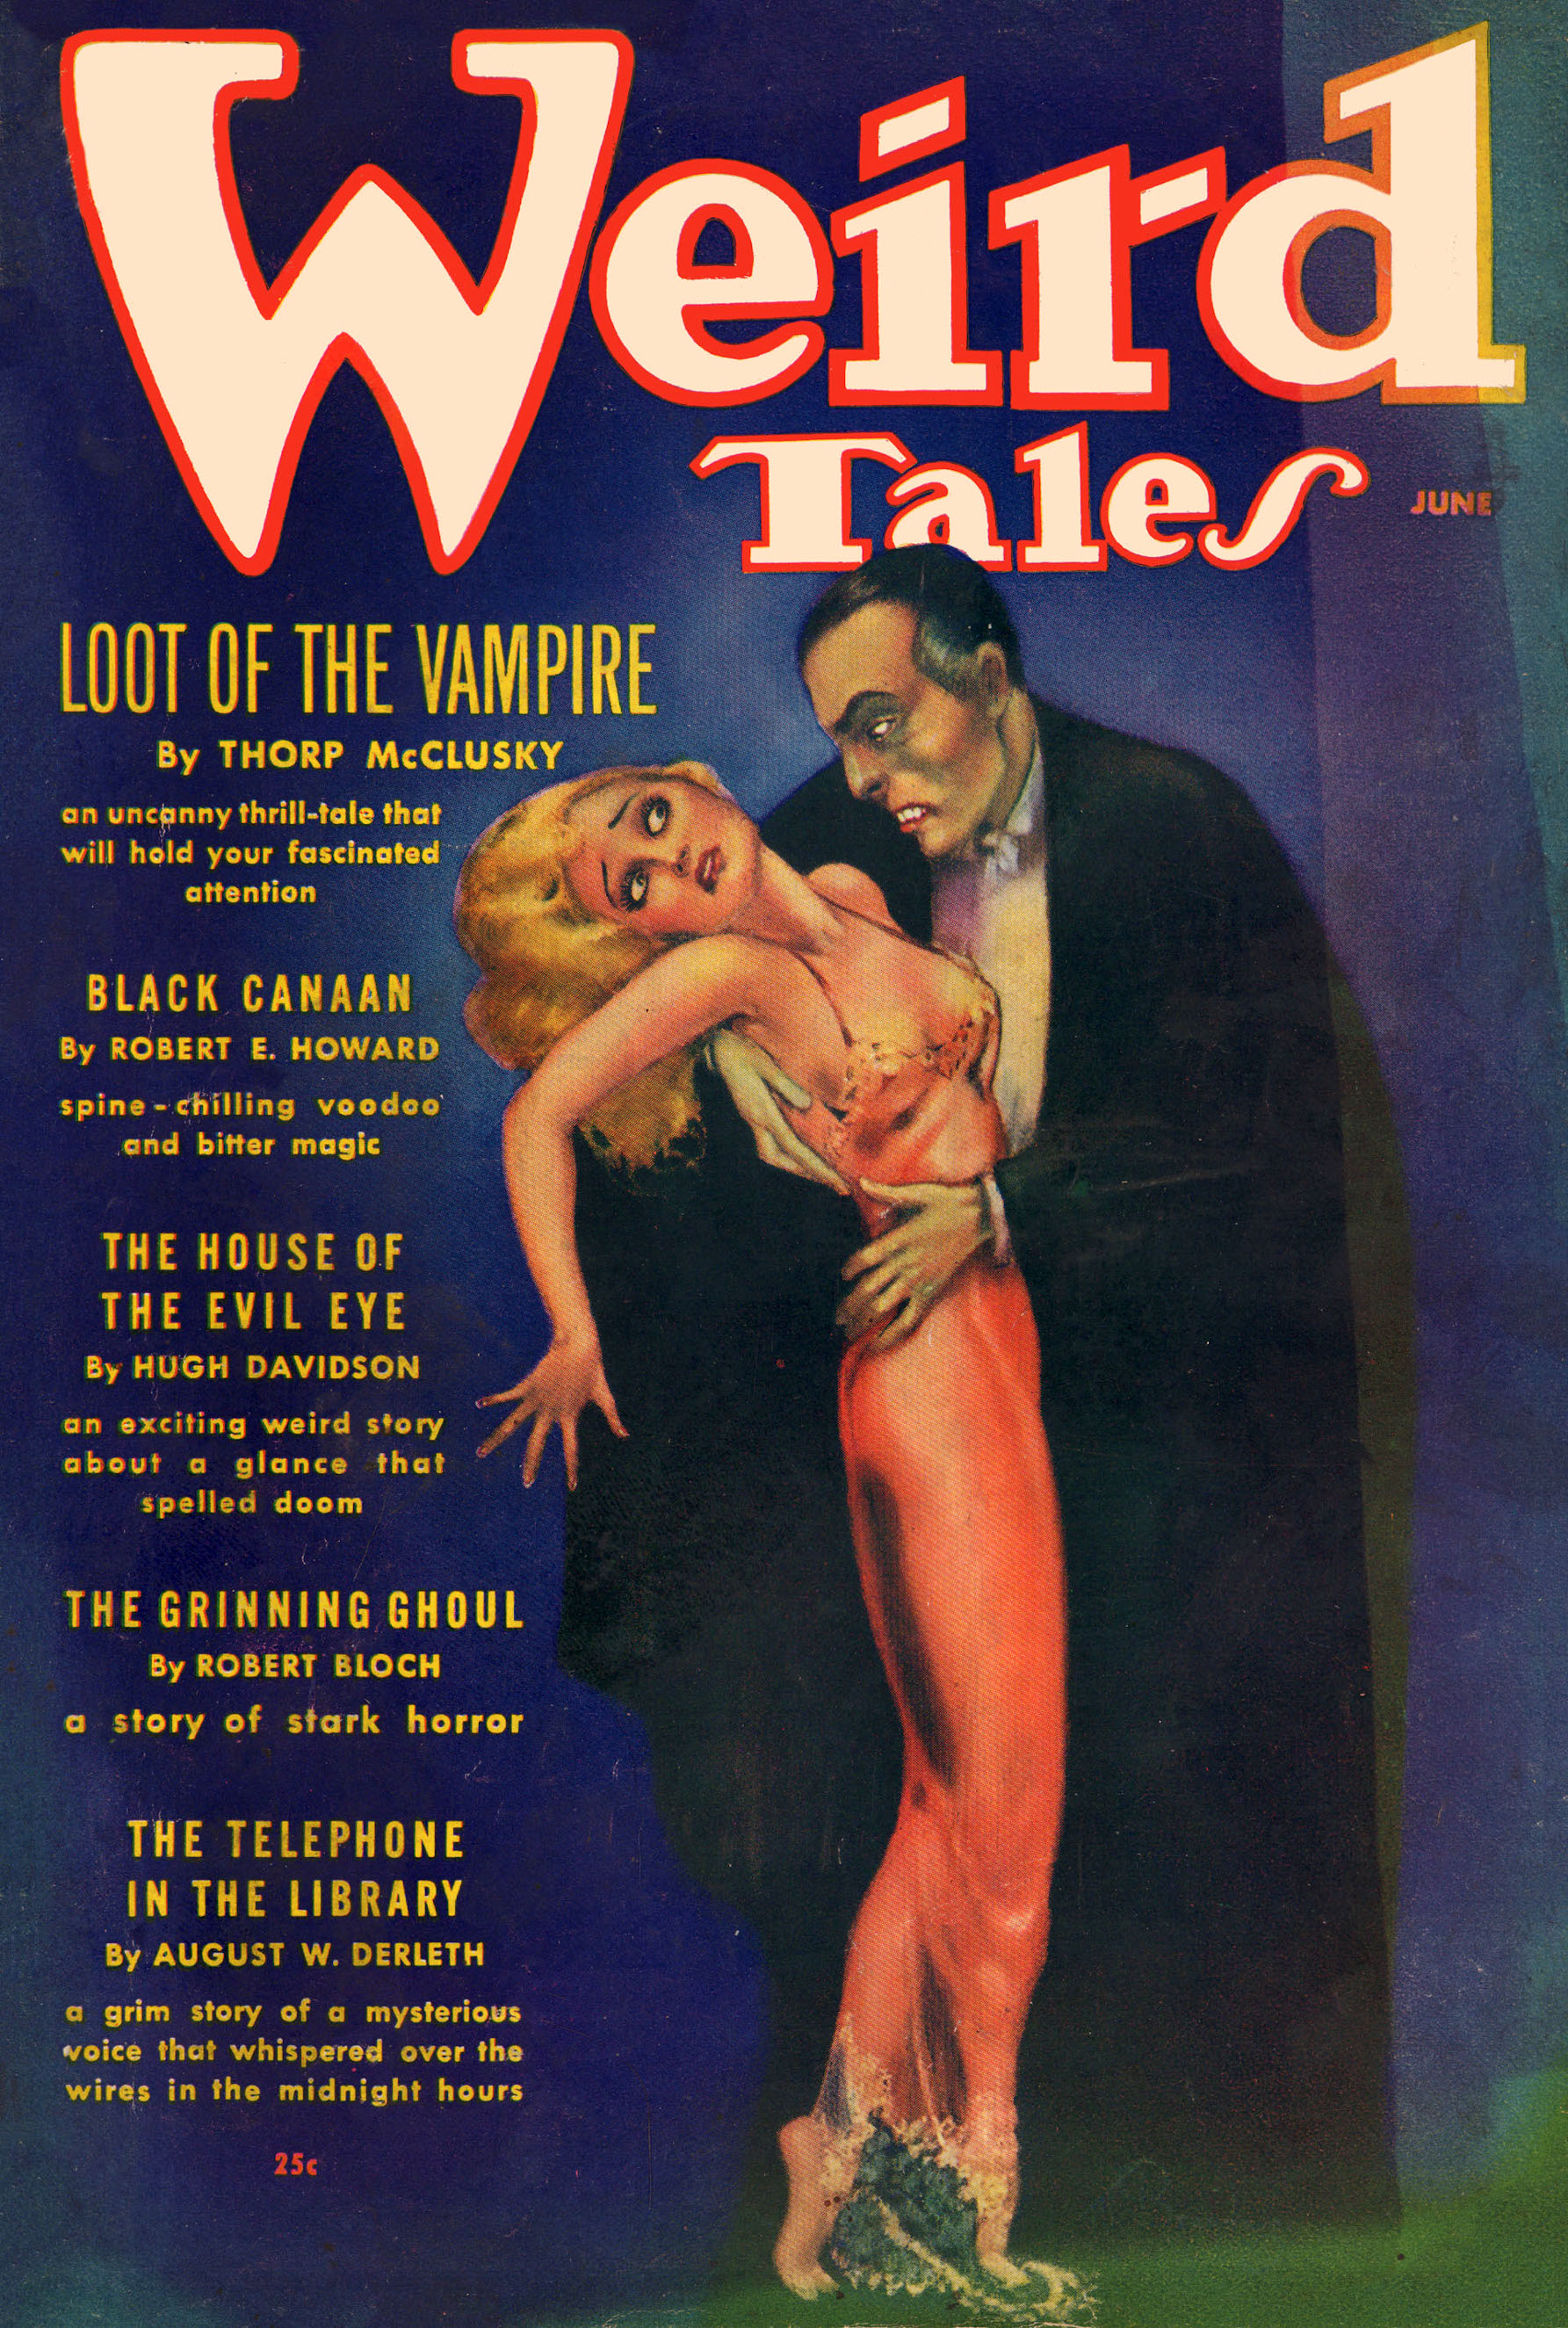 Weird
Tales
JUNE
LOOT OF THE VAMPIRE
By THORP McCLUSKY
an uncanny thrill-tale that
will hold your fascinated
attention
BLACK CANAAN
By ROBERT E. HOWARD
spine-chilling voodoo
and bitter magic
THE HOUSE OF
THE EVIL EYE
By HUGH DAVIDSON
an exciting weird story
about a glance that
spelled doom
THE GRINNING GHOUL
By ROBERT BLOCH
a story of stark horror
THE TELEPHONE
IN THE LIBRARY
By AUGUST W. DERLETH
a grim story of a mysterious
voice that whispered over the
wires in the midnight hours
25c